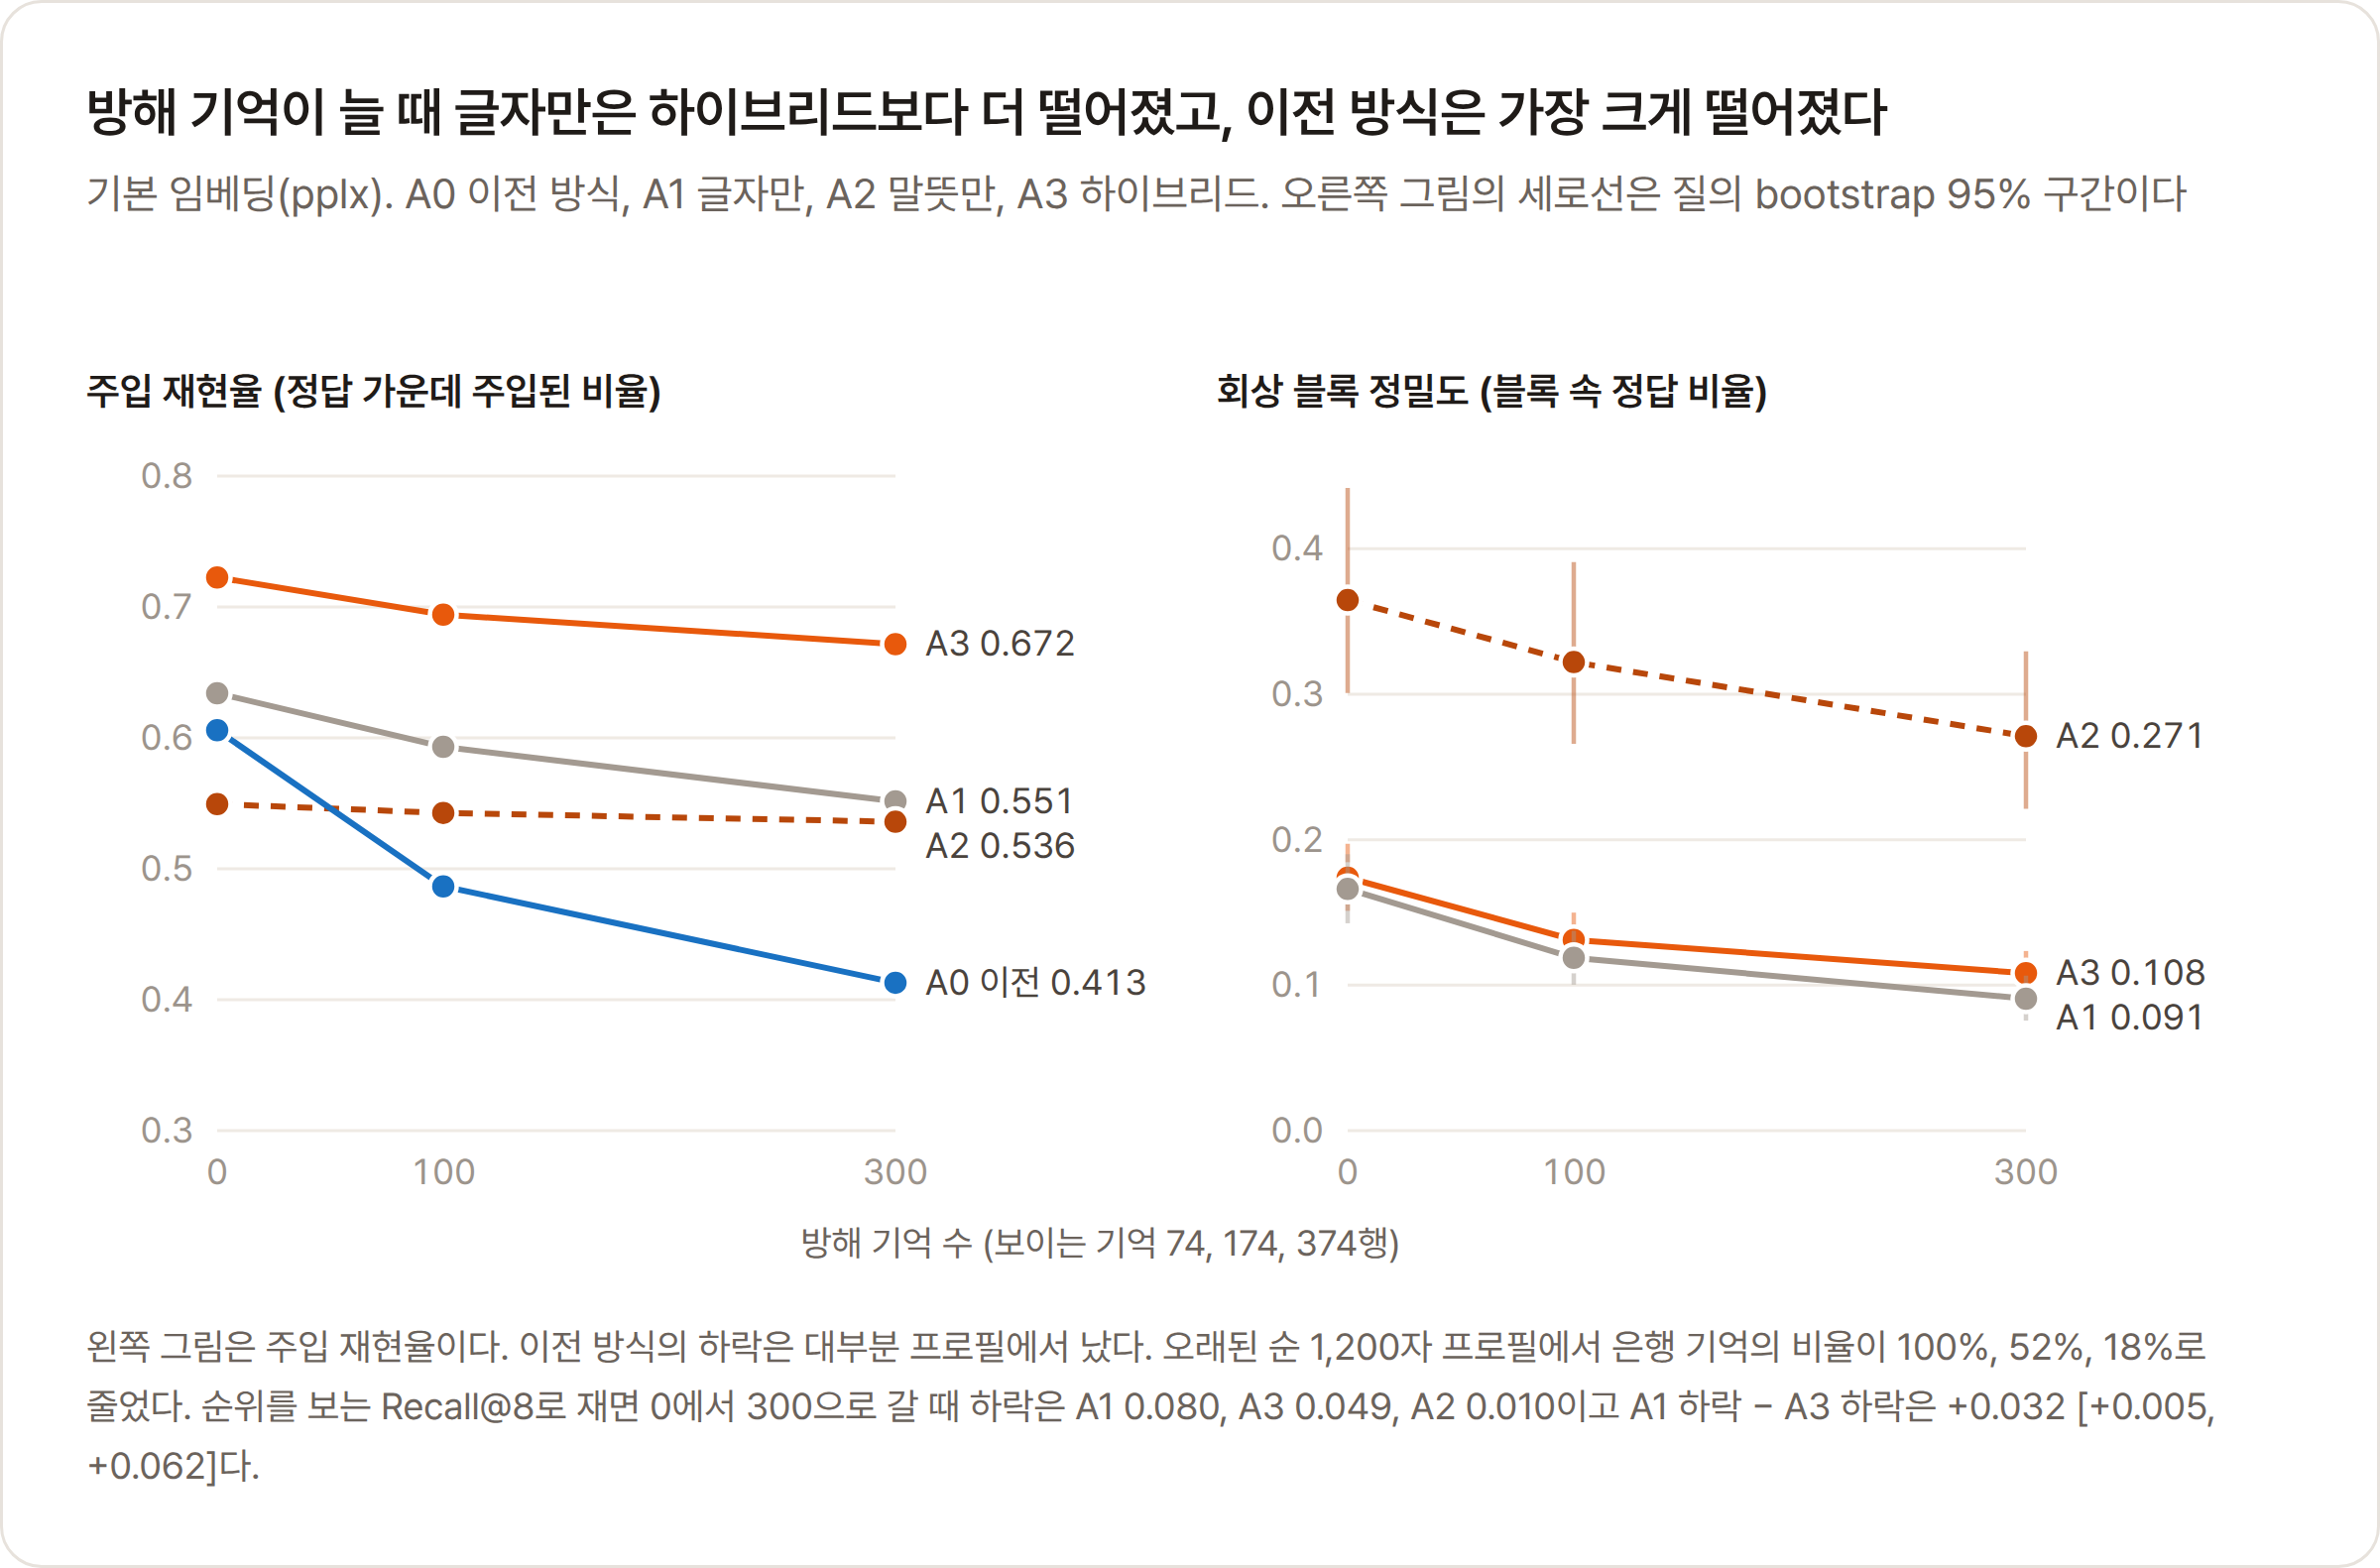 방해 기억이 늘 때 글자만은 하이브리드보다 더 떨어졌고, 이전 방식은 가장 크게 떨어졌다
기본 임베딩(pplx). A0 이전 방식, A1 글자만, A2 말뜻만, A3 하이브리드. 오른쪽 그림의 세로선은 질의 bootstrap 95% 구간이다
주입 재현율 (정답 가운데 주입된 비율)
0.8
0.7
0.6
0.5
0.4
0.3
A3 0.672
A1 0.551
A2 0.536
A0 이전 0.413
0
100
300
회상 블록 정밀도 (블록 속 정답 비율)
0.4
0.3
0.2
0.1
0.0
A2 0.271
A3 0.108
A1 0.091
0
100
300
방해 기억 수 (보이는 기억 74, 174, 374행)
왼쪽 그림은 주입 재현율이다. 이전 방식의 하락은 대부분 프로필에서 났다. 오래된 순 1,200자 프로필에서 은행 기억의 비율이 100%, 52%, 18%로
줄었다. 순위를 보는 Recall@8로 재면 0에서 300으로 갈 때 하락은 A1 0.080, A3 0.049, A2 0.010이고 A1 하락 − A3 하락은 +0.032 [+0.005,
+0.062]다.